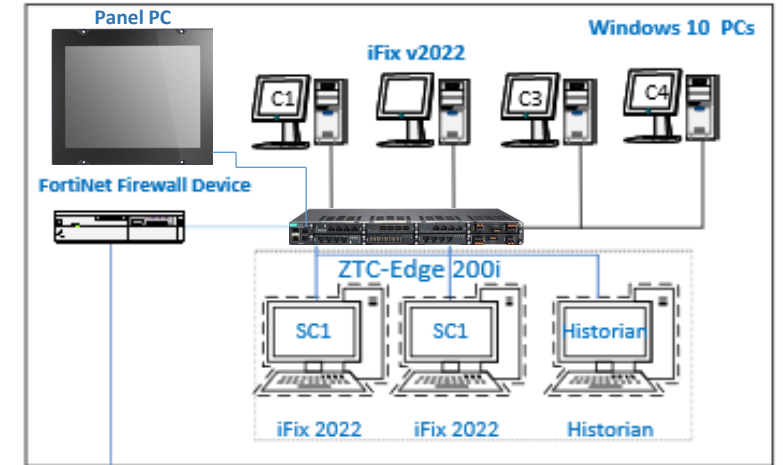 Panel PC
Windows 10 PCs
iFix v2022
C1
C3
C4
FortiNet Firewall Device
ZTC-Edge 200i
SC1
SC1
Historian
iFix 2022
iFix 2022
Historian